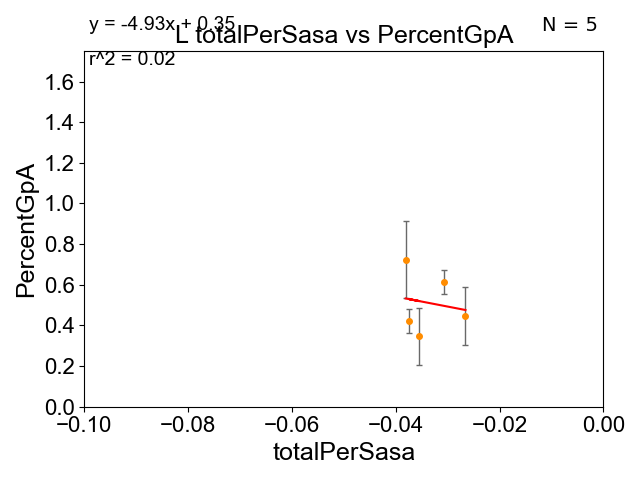 y = -4.93x + 0.35
N = 5
L totalPerSasa vs PercentGpA
r^2 = 0.02
PercentGpA
1.6
1.4
1.2
1.0
0.8
0.6
0.4
0.2
0.0
−0.10 −0.08 −0.06 −0.04 −0.02 0.00
totalPerSasa